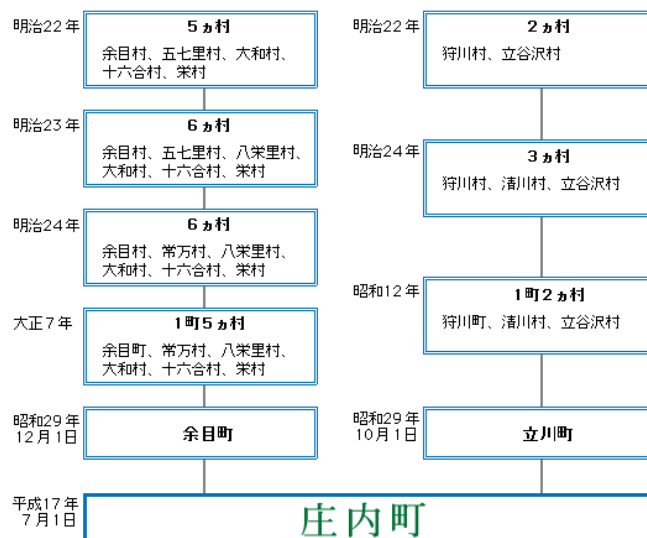 明治22年
5ヵ村
余目村、五七里村、大和村、
十六合村、栄村
明治23年
6ヵ村
余目村、五七里村、八栄里村、
大和村、十六合村、栄村
明治24年
6ヵ村
余目村、常万村、八栄里村、
大和村、十六合村、栄村
大正7年
1町5ヵ村
余目町、常万村、八栄里村、
大和村、十六合村、栄村
昭和29年
12月1日
余目町
明治22年
2ヵ村
狩川村、立谷沢村
明治24年
3ヵ村
狩川村、清川村、立谷沢村
昭和12年
1町2ヵ村
狩川町、清川村、立谷沢村
昭和29年
10月1日
立川町
平成17年
7月1日
庄内町